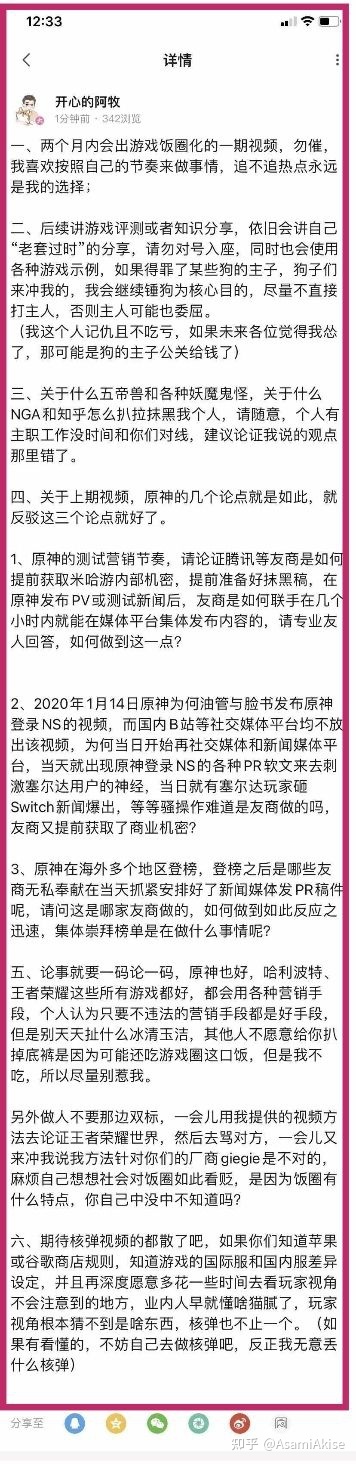 12:33
详情
开心的阿牧
1分钟前 · 342浏览
一、两个月内会出游戏饭圈化的一期视频，勿催，
我喜欢按照自己的节奏来做事情，追不追热点永远
是我的选择；
二、后续讲游戏评测或者知识分享，依旧会讲自己
“老套过时”的分享，请勿对号入座，同时也会使用
各种游戏示例，如果得罪了某些狗的主子，狗子们
来冲我的，我会继续锤狗为核心目的，尽量不直接
打主人，否则主人可能也委屈。
（我这个人记仇且不吃亏，如果未来各位觉得我怂
了，那可能是狗的主子公关给钱了）
三、关于什么五帝兽和各种妖魔鬼怪，关于什么
NGA和知乎怎么扒拉抹黑我个人，请随意，个人有
主职工作没时间和你们对线，建议论证我说的观点
那里错了。
四、关于上期视频，原神的几个论点就是如此，就
反驳这三个论点就好了。
1、原神的测试营销节奏，请论证腾讯等友商是如何
提前获取米哈游内部机密，提前准备好抹黑稿，在
原神发布PV或测试新闻后，友商是如何联手在几个
小时内就能在媒体平台集体发布内容的，请专业友
人回答，如何做到这一点？
2、2020年1月14日原神为何油管与脸书发布原神
登录NS的视频，而国内B站等社交媒体平台均不放
出该视频，为何当日开始再社交媒体和新闻媒体平
台，当天就出现原神登录NS的各种PR软文来去刺
激塞尔达用户的神经，当日就有塞尔达玩家砸
Switch新闻爆出，等等骚操作难道是友商做的吗，
友商又提前获取了商业机密？
3、原神在海外多个地区登榜，登榜之后是哪些友
商无私奉献在当天抓紧安排好了新闻媒体发PR稿件
呢，请问这是哪家友商做的，如何做到如此反应之
迅速，集体崇拜榜单是在做什么事情呢？
五、论事就要一码论一码，原神也好，哈利波特、
王者荣耀这些所有游戏都好，都会用各种营销手
段，个人认为只要不违法的营销手段都是好手段，
但是别天天扯什么冰清玉洁，其他人不愿意给你扒
掉底裤是因为可能还吃游戏圈这口饭，但是我不
吃，所以尽量别惹我。
另外做人不要那边双标，一会儿用我提供的视频方
法去论证王者荣耀世界，然后去骂对方，一会儿又
来冲我说我方法针对你们的厂商giegie是不对的，
麻烦自己想想社会对饭圈如此看贬，是因为饭圈有
什么特点，你自己中没中不知道吗？
六、期待核弹视频的都散了吧，如果你们知道苹果
或谷歌商店规则，知道游戏的国际服和国内服差异
设定，并且再深度愿意多花一些时间去看玩家视角
不会注意到的地方，业内人早就懂啥猫腻了，玩家
视角根本猜不到是啥东西，核弹也不止一个。（如
果有看懂的，不妨自己去做核弹吧，反正我无意丢
什么核弹）
分享至
知乎 @AsamiAkise